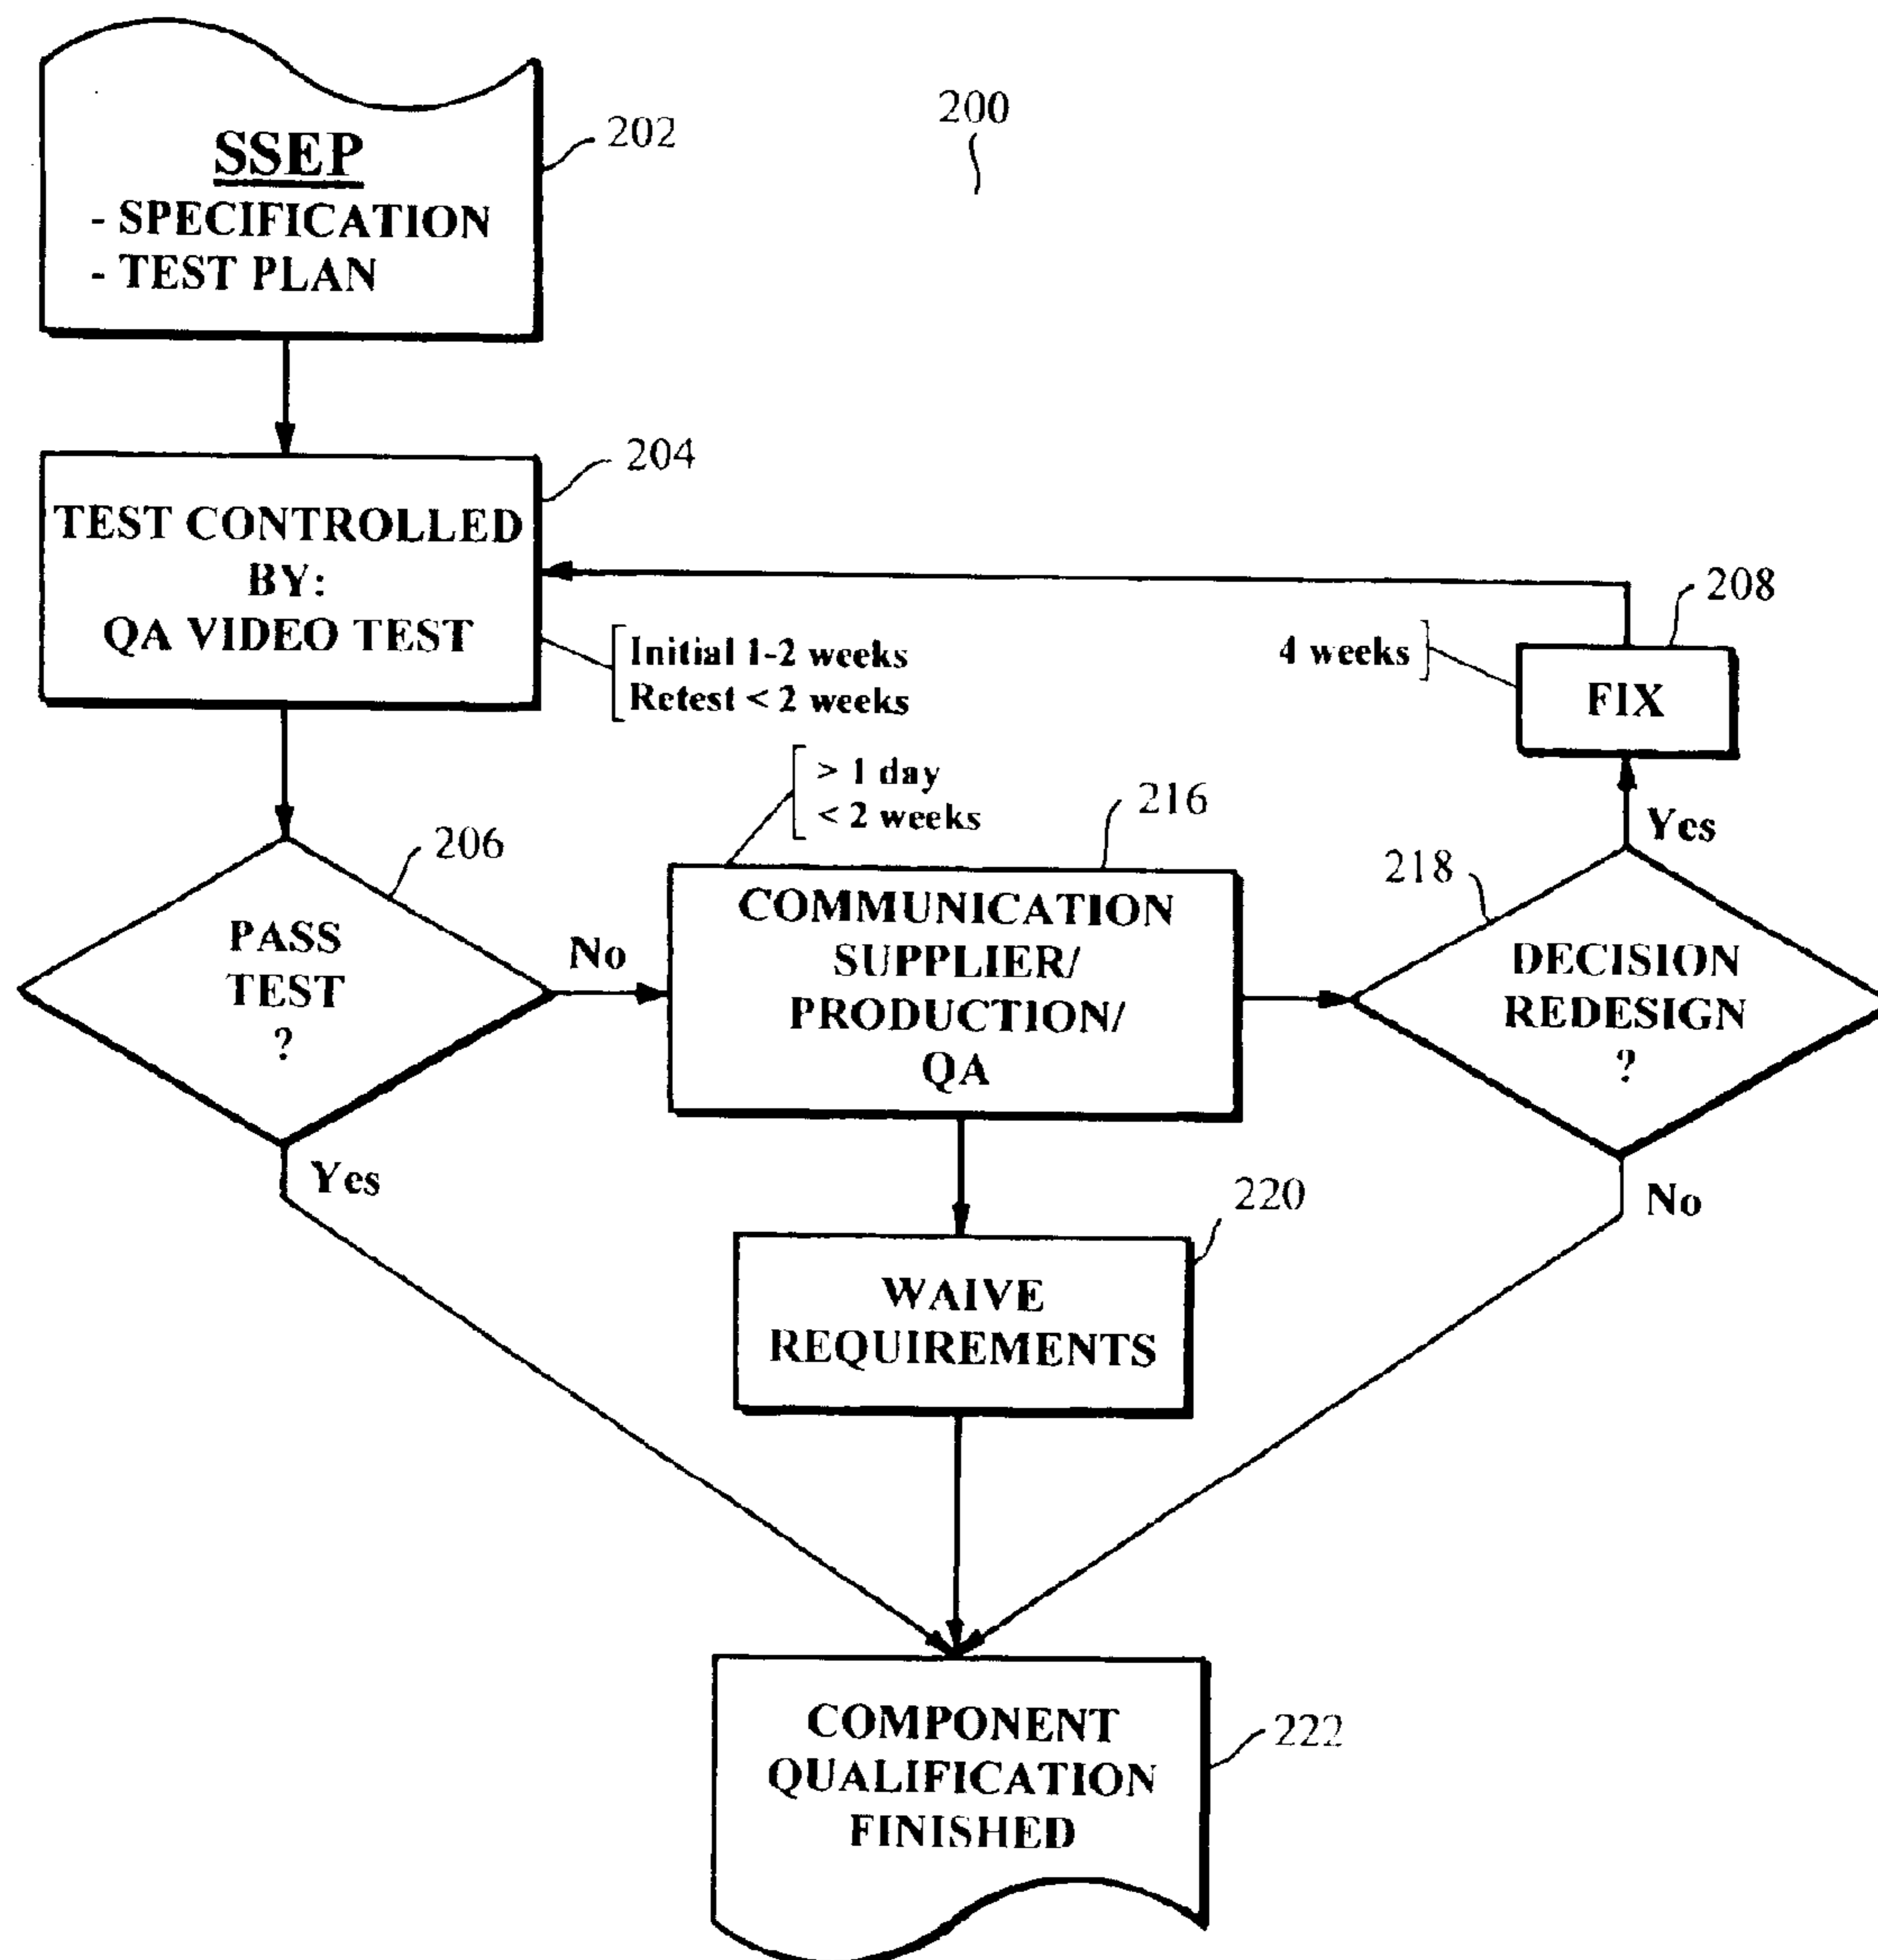 200
SSEP
- SPECIFICATION
- TEST PLAN
202
TEST CONTROLLED
BY:
QA VIDEO TEST
204
Initial 1-2 weeks
Retest < 2 weeks
4 weeks
FIX
208
> 1 day
< 2 weeks
PASS
TEST
?
206
No
Yes
COMMUNICATION
SUPPLIER/
PRODUCTION/
QA
216
DECISION
REDESIGN
?
218
Yes
No
WAIVE
REQUIREMENTS
220
COMPONENT
QUALIFICATION
FINISHED
222